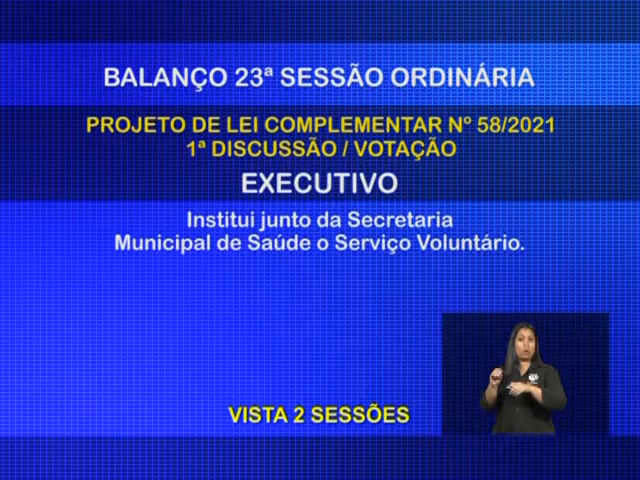 BALANÇO 23ª SESSÃO ORDINÁRIA
PROJETO DE LEI COMPLEMENTAR Nº 58/2021
1ª DISCUSSÃO / VOTAÇÃO
EXECUTIVO
Institui junto da Secretaria
Municipal de Saúde o Serviço Voluntário.
VISTA 2 SESSÕES